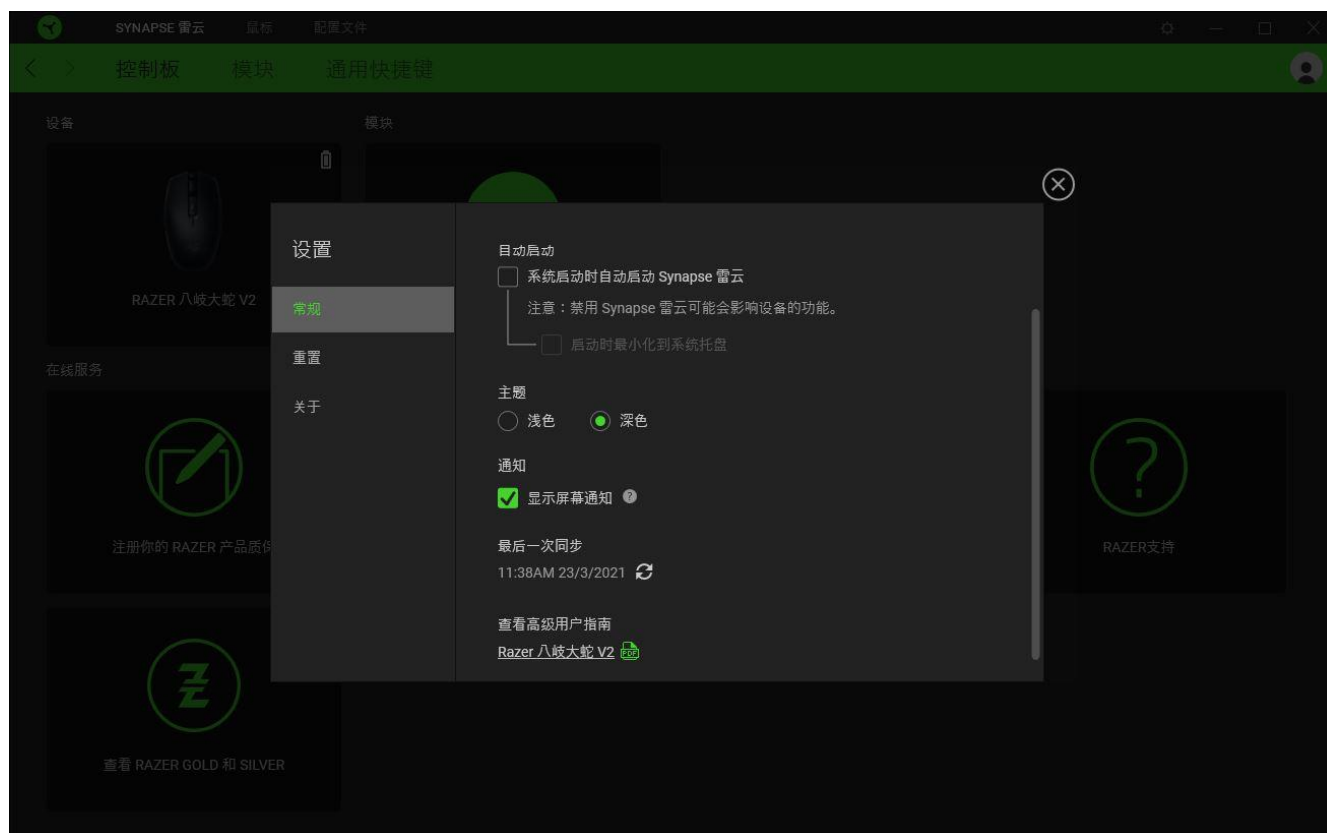 SYNAPSE 雷云 鼠标 配置文件
控制板 模块 通用快捷键
设备 模块
RAZER 八岐大蛇 V2
在线服务
注册你的 RAZER 产品质保
RAZER支持
查看 RAZER GOLD 和 SILVER
设置
常规
重置
关于
自动启动
系统启动时自动启动 Synapse 雷云
注意：禁用 Synapse 雷云可能会影响设备的功能。
启动时最小化到系统托盘
主题
浅色 深色
通知
显示屏幕通知
最后一次同步
11:38AM 23/3/2021
查看高级用户指南
Razer 八岐大蛇 V2 PDF